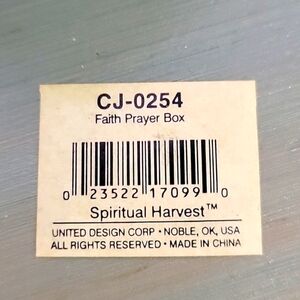 CJ-0254
Faith Prayer Box
0 23522 17099 0
Spiritual Harvest™
UNITED DESIGN CORP • NOBLE, OK, USA
ALL RIGHTS RESERVED • MADE IN CHINA